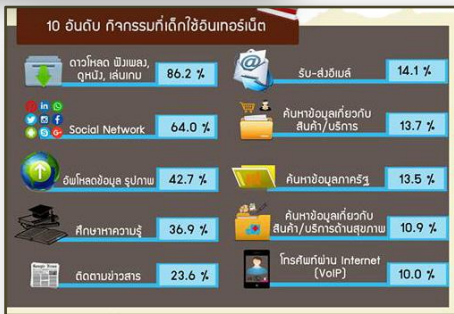 10 อันดับ กิจกรรมที่เด็กใช้อินเทอร์เน็ต
ดาวโหลด ฟังเพลง,
ดูหนัง, เล่นเกม
86.2 %
Social Network
64.0 %
อัพโหลดข้อมูล รูปภาพ
42.7 %
ศึกษาหาความรู้
36.9 %
ติดตามข่าวสาร
23.6 %
รับ-ส่งอีเมล์
14.1 %
ค้นหาข้อมูลเกี่ยวกับ
สินค้า/บริการ
13.7 %
ค้นหาข้อมูลภาครัฐ
13.5 %
ค้นหาข้อมูลเกี่ยวกับ
สินค้า/บริการด้านสุขภาพ
10.9 %
โทรศัพท์ผ่าน Internet
(VoIP)
10.0 %